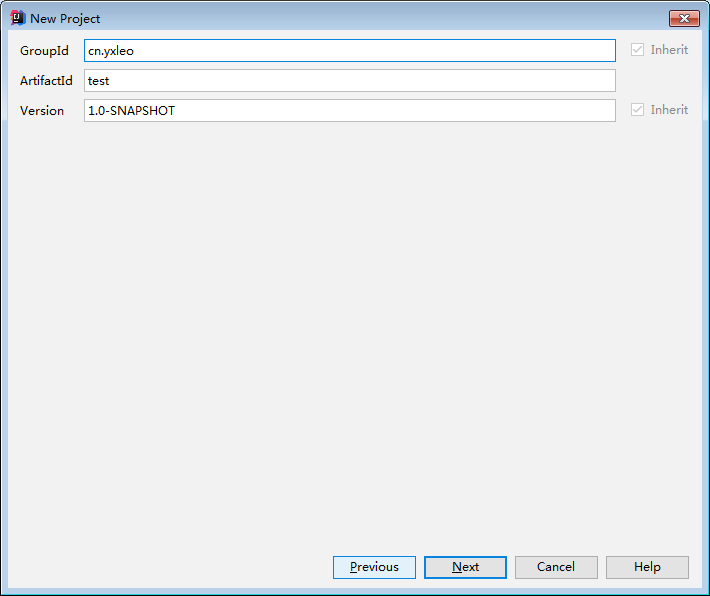 New Project
GroupId cn.yxleo Inherit
ArtifactId test
Version 1.0-SNAPSHOT Inherit
Previous Next Cancel Help